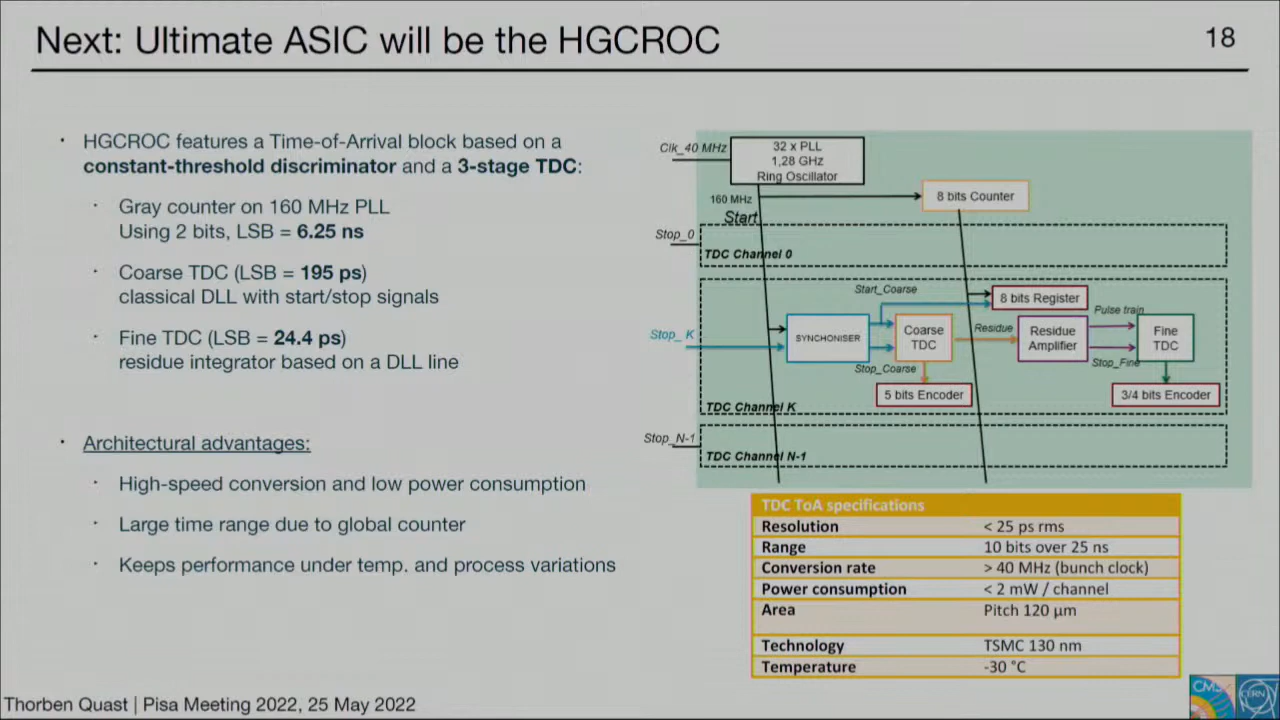 Next: Ultimate ASIC will be the HGCROC
18
· HGCROC features a Time-of-Arrival block based on a
constant-threshold discriminator and a 3-stage TDC:
· Gray counter on 160 MHz PLL
Using 2 bits, LSB = 6.25 ns
· Coarse TDC (LSB = 195 ps)
classical DLL with start/stop signals
· Fine TDC (LSB = 24.4 ps)
residue integrator based on a DLL line
· Architectural advantages:
· High-speed conversion and low power consumption
· Large time range due to global counter
· Keeps performance under temp. and process variations
Clk_40 MHz
32 x PLL
1,28 GHz
Ring Oscillator
160 MHz
Start
8 bits Counter
Stop_0
TDC Channel 0
Start_Coarse
8 bits Register
Pulse train
Stop_K
SYNCHONISER
Coarse
TDC
Residue
Residue
Amplifier
Fine
TDC
Stop_Coarse
Stop_Fine
5 bits Encoder
3/4 bits Encoder
TDC Channel K
Stop_N-1
TDC Channel N-1
TDC ToA specifications
Resolution < 25 ps rms
Range 10 bits over 25 ns
Conversion rate > 40 MHz (bunch clock)
Power consumption < 2 mW / channel
Area Pitch 120 µm
Technology TSMC 130 nm
Temperature -30 °C
Thorben Quast | Pisa Meeting 2022, 25 May 2022
CMS
CERN